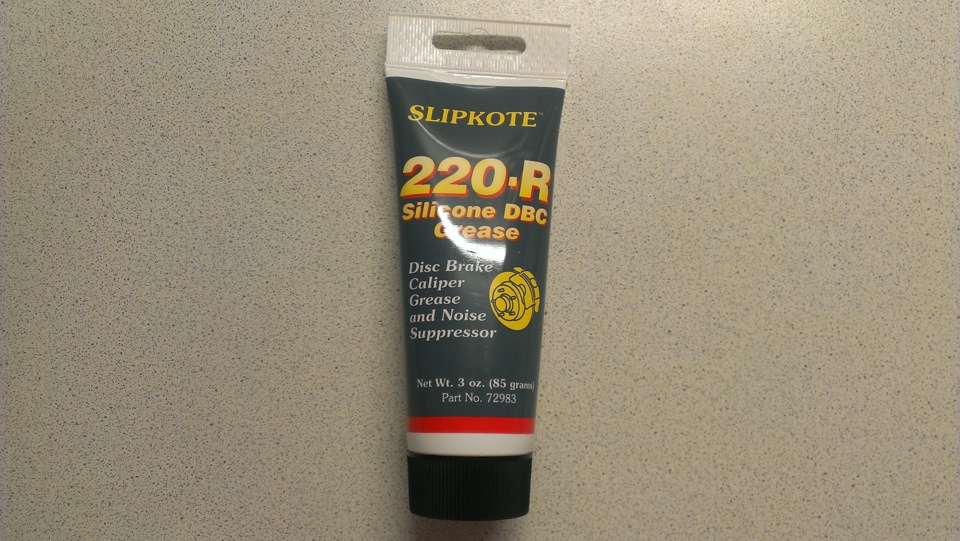 SLIPKOTE™
220-R
Silicone DBC
Grease
Disc Brake
Caliper
Grease
and Noise
Suppressor
Net Wt. 3 oz. (85 grams)
Part No. 72983